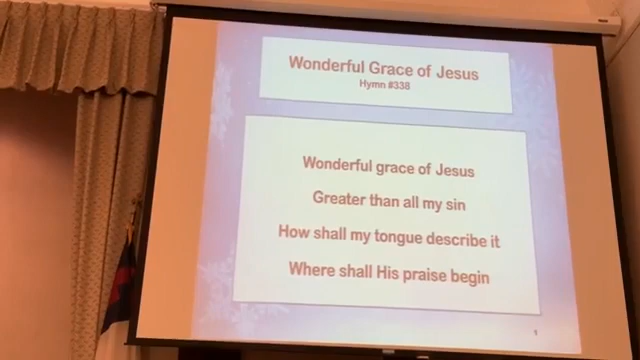 Wonderful Grace of Jesus
Hymn #338
Wonderful grace of Jesus
Greater than all my sin
How shall my tongue describe it
Where shall His praise begin